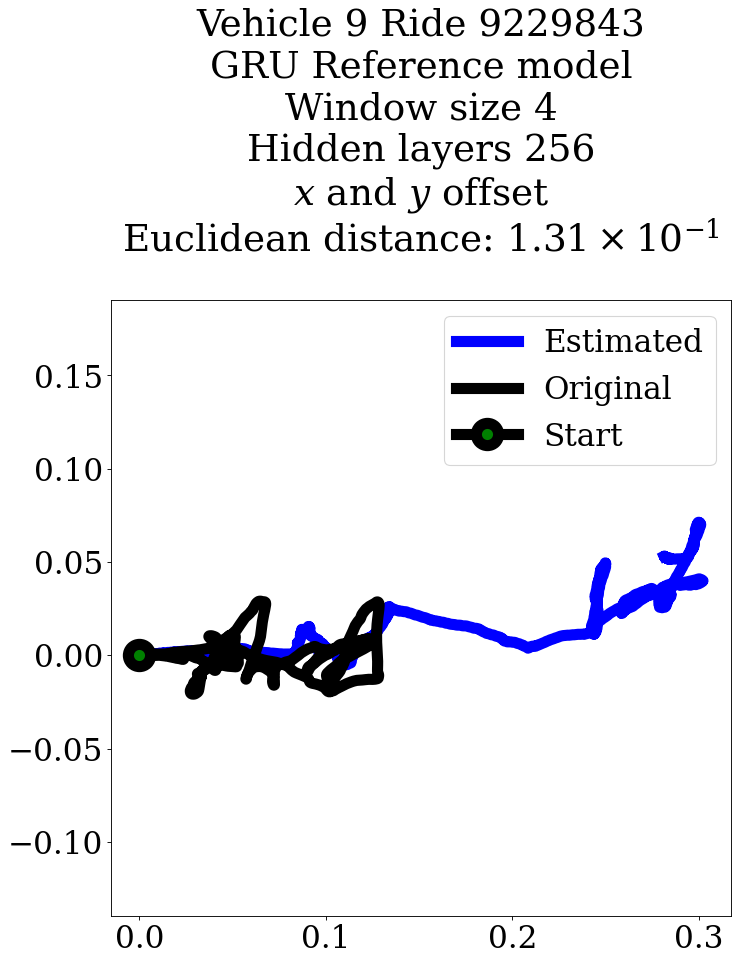 Vehicle 9 Ride 9229843
GRU Reference model
Window size 4
Hidden layers 256
x and y offset
Euclidean distance: 1.31 × 10⁻¹
Estimated
Original
Start
0.15
0.10
0.05
0.00
−0.05
−0.10
0.0 0.1 0.2 0.3